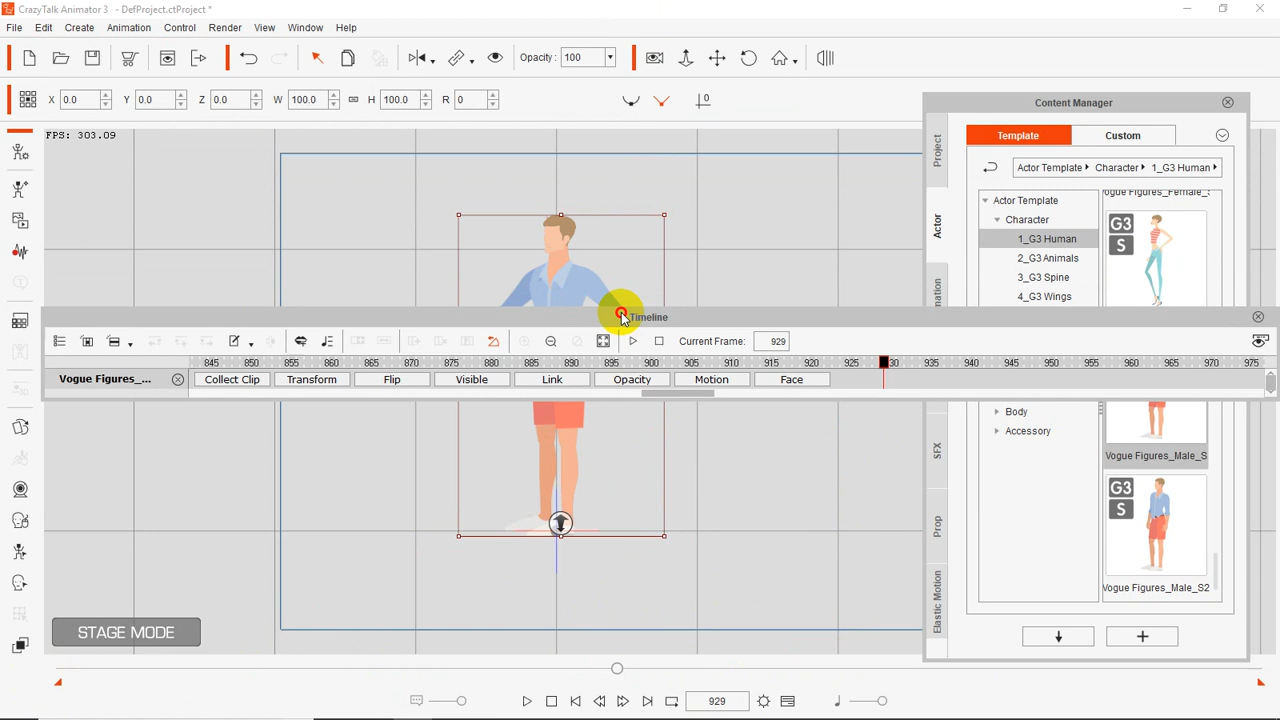 CrazyTalk Animator 3 - DefProject.ctProject *
File Edit Create Animation Control Render View Window Help
Opacity : 100
X 0.0 Y 0.0 Z 0.0 W 100.0 H 100.0 R 0
FPS: 303.09
Content Manager
Template Custom
Actor Template Character 1_G3 Human
Project
Actor
Actor Template
Character
1_G3 Human
2_G3 Animals
3_G3 Spine
4_G3 Wings
G3
S
Timeline
Current Frame: 929
845 850 855 860 865 870 875 880 885 890 895 900 905 910 915 920 925 930 935 940 945 950 955 960 965 970 975
Vogue Figures_... Collect Clip Transform Flip Visible Link Opacity Motion Face
Body
Accessory
SFX
Prop
Elastic Motion
Vogue Figures_Male_S
G3
S
Vogue Figures_Male_S2
STAGE MODE
929